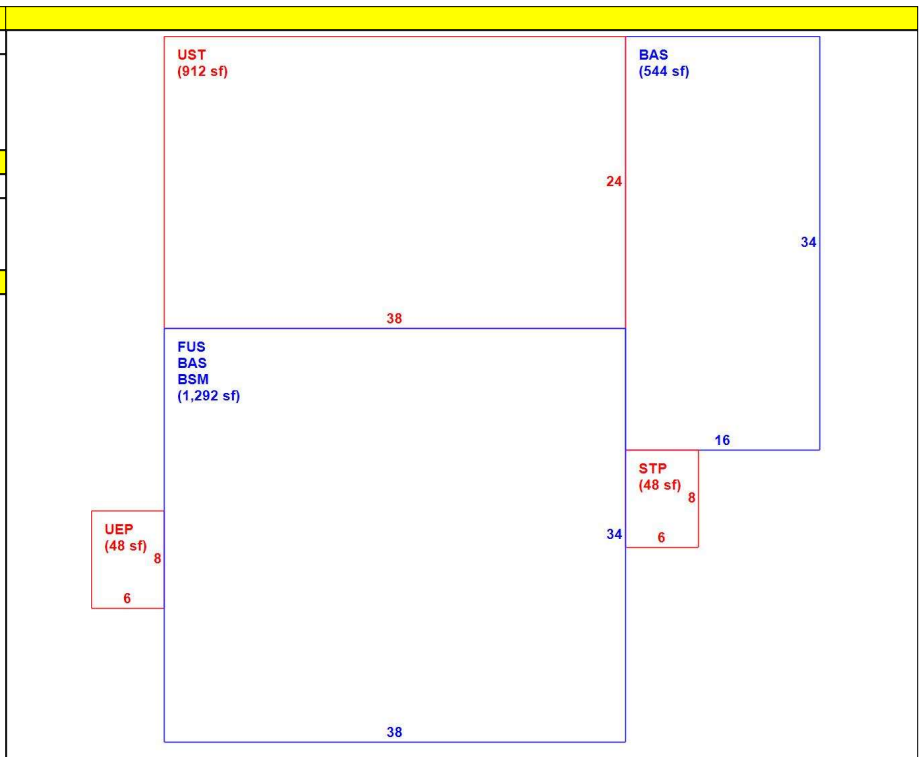 UST
(912 sf)
BAS
(544 sf)
24
34
38
FUS
BAS
BSM
(1,292 sf)
16
STP
(48 sf)
8
6
UEP
(48 sf)
8
6
34
38